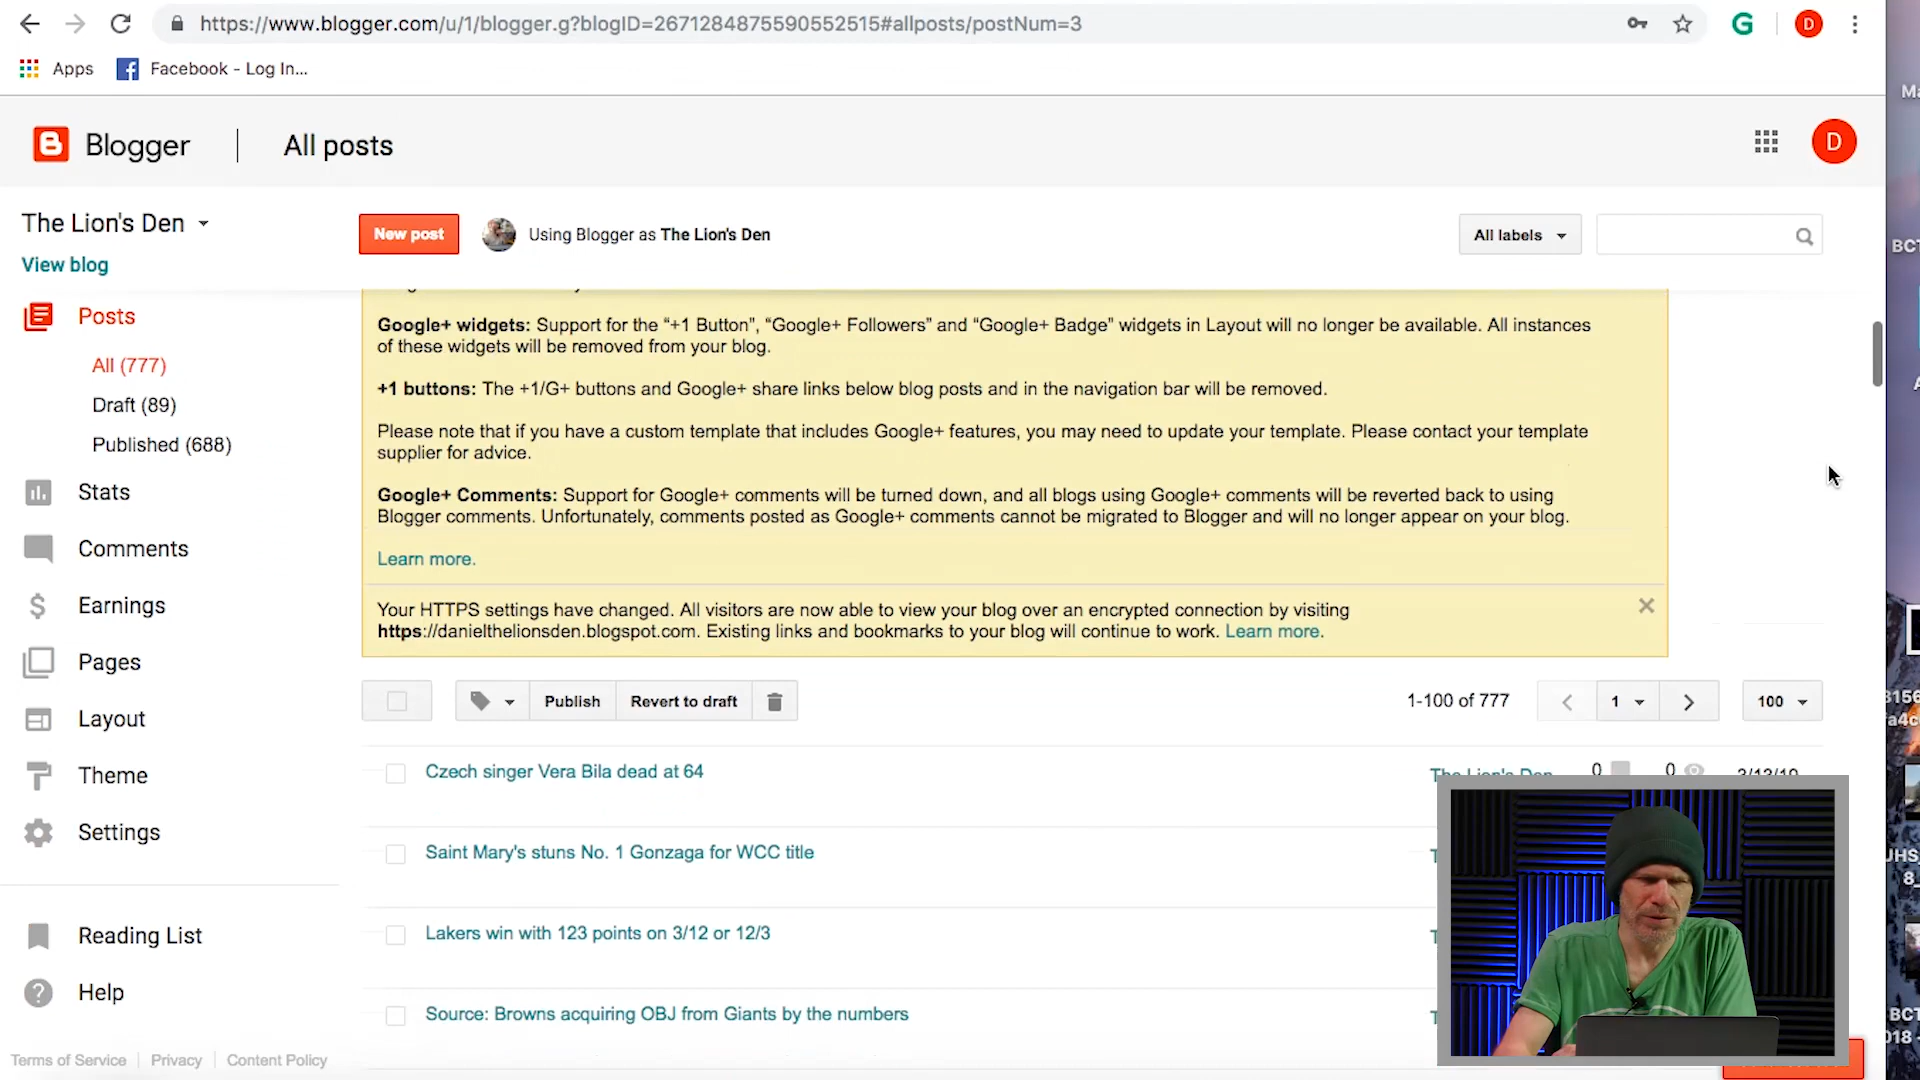 https://www.blogger.com/u/1/blogger.g?blogID=2671284875590552515#allposts/postNum=3
G
D
Apps
Facebook - Log In...
Blogger
All posts
D
The Lion's Den
View blog
New post
Using Blogger as The Lion's Den
All labels
Posts
All (777)
Draft (89)
Published (688)
Stats
Comments
Earnings
Pages
Layout
Theme
Settings
Reading List
Help
Terms of Service
Privacy
Content Policy
Google+ widgets: Support for the “+1 Button”, “Google+ Followers” and “Google+ Badge” widgets in Layout will no longer be available. All instances
of these widgets will be removed from your blog.
+1 buttons: The +1/G+ buttons and Google+ share links below blog posts and in the navigation bar will be removed.
Please note that if you have a custom template that includes Google+ features, you may need to update your template. Please contact your template
supplier for advice.
Google+ Comments: Support for Google+ comments will be turned down, and all blogs using Google+ comments will be reverted back to using
Blogger comments. Unfortunately, comments posted as Google+ comments cannot be migrated to Blogger and will no longer appear on your blog.
Learn more.
Your HTTPS settings have changed. All visitors are now able to view your blog over an encrypted connection by visiting
https://danielthelionsden.blogspot.com. Existing links and bookmarks to your blog will continue to work. Learn more.
Publish
Revert to draft
1-100 of 777
1
100
Czech singer Vera Bila dead at 64
The Lion's Den
0
0
3/13/19
Saint Mary's stuns No. 1 Gonzaga for WCC title
Lakers win with 123 points on 3/12 or 12/3
Source: Browns acquiring OBJ from Giants by the numbers